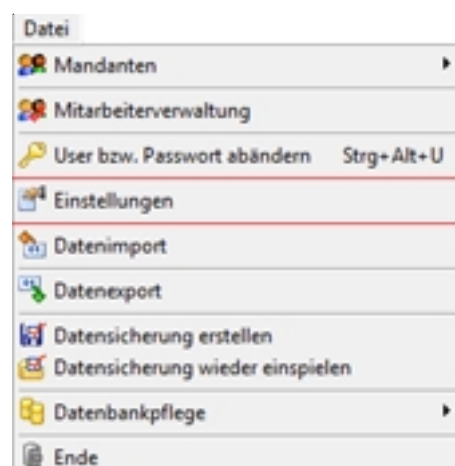 Datei
Mandanten
Mitarbeiterverwaltung
User bzw. Passwort abändern Strg+Alt+U
Einstellungen
Datenimport
Datenexport
Datensicherung erstellen
Datensicherung wieder einspielen
Datenbankpflege
Ende